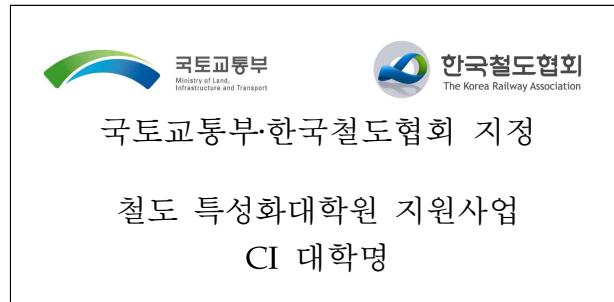 국토교통부
Ministry of Land,
Infrastructure and Transport
한국철도협회
The Korea Railway Association
국토교통부·한국철도협회 지정
철도 특성화대학원 지원사업
CI 대학명